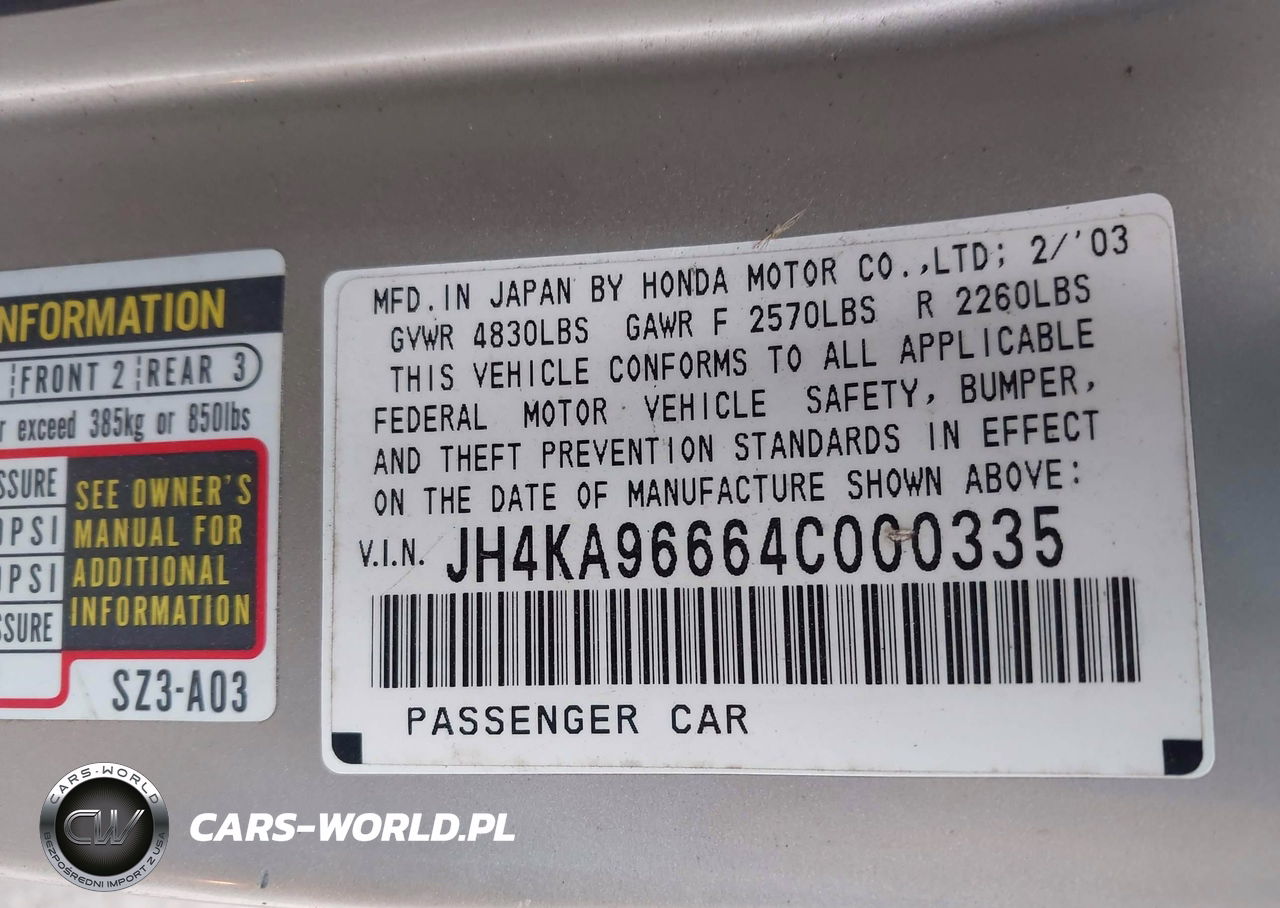 NFORMATION
FRONT 2 REAR 3
r exceed 385kg or 850lbs
SSURE
PSI
PSI
SSURE
SEE OWNER'S
MANUAL FOR
ADDITIONAL
INFORMATION
SZ3-A03
MFD. IN JAPAN BY HONDA MOTOR CO.,LTD; 2/'03
GVWR 4830LBS GAWR F 2570LBS R 2260LBS
THIS VEHICLE CONFORMS TO ALL APPLICABLE
FEDERAL MOTOR VEHICLE SAFETY, BUMPER,
AND THEFT PREVENTION STANDARDS IN EFFECT
ON THE DATE OF MANUFACTURE SHOWN ABOVE:
V.I.N. JH4KA96664C000335
PASSENGER CAR
CARS-WORLD
CW
BEZPOŚREDNI IMPORT Z USA
CARS-WORLD.PL